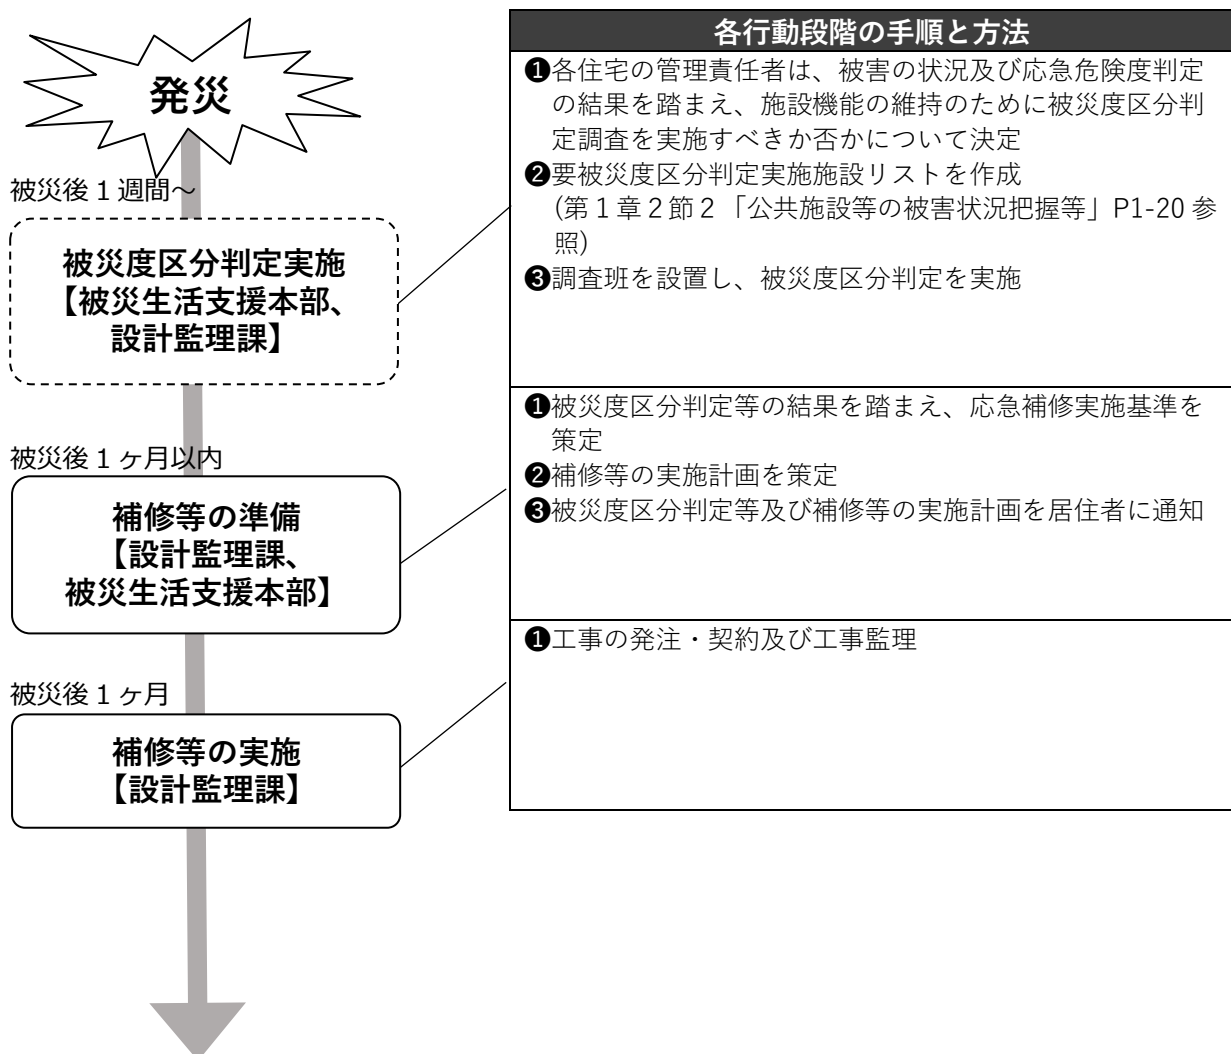 発災
被災後１週間～
被災度区分判定実施
【被災生活支援本部、
設計監理課】
被災後１ヶ月以内
補修等の準備
【設計監理課、
被災生活支援本部】
被災後１ヶ月
補修等の実施
【設計監理課】
各行動段階の手順と方法
❶各住宅の管理責任者は、被害の状況及び応急危険度判定
の結果を踏まえ、施設機能の維持のために被災度区分判
定調査を実施すべきか否かについて決定
❷要被災度区分判定実施施設リストを作成
(第１章２節２「公共施設等の被害状況把握等」P1-20 参
照)
❸調査班を設置し、被災度区分判定を実施
❶被災度区分判定等の結果を踏まえ、応急補修実施基準を
策定
❷補修等の実施計画を策定
❸被災度区分判定等及び補修等の実施計画を居住者に通知
❶工事の発注・契約及び工事監理